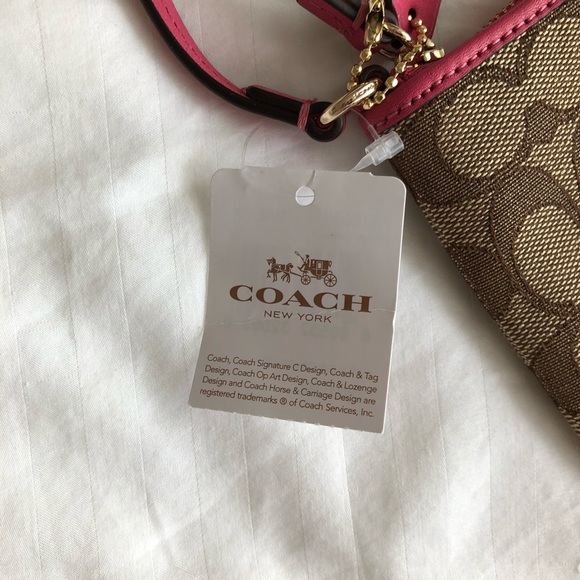 COACH
NEW YORK
Coach, Coach Signature C Design, Coach & Tag
Design, Coach Op Art Design, Coach & Lozenge
Design and Coach Horse & Carriage Design are
registered trademarks ® of Coach Services, Inc.